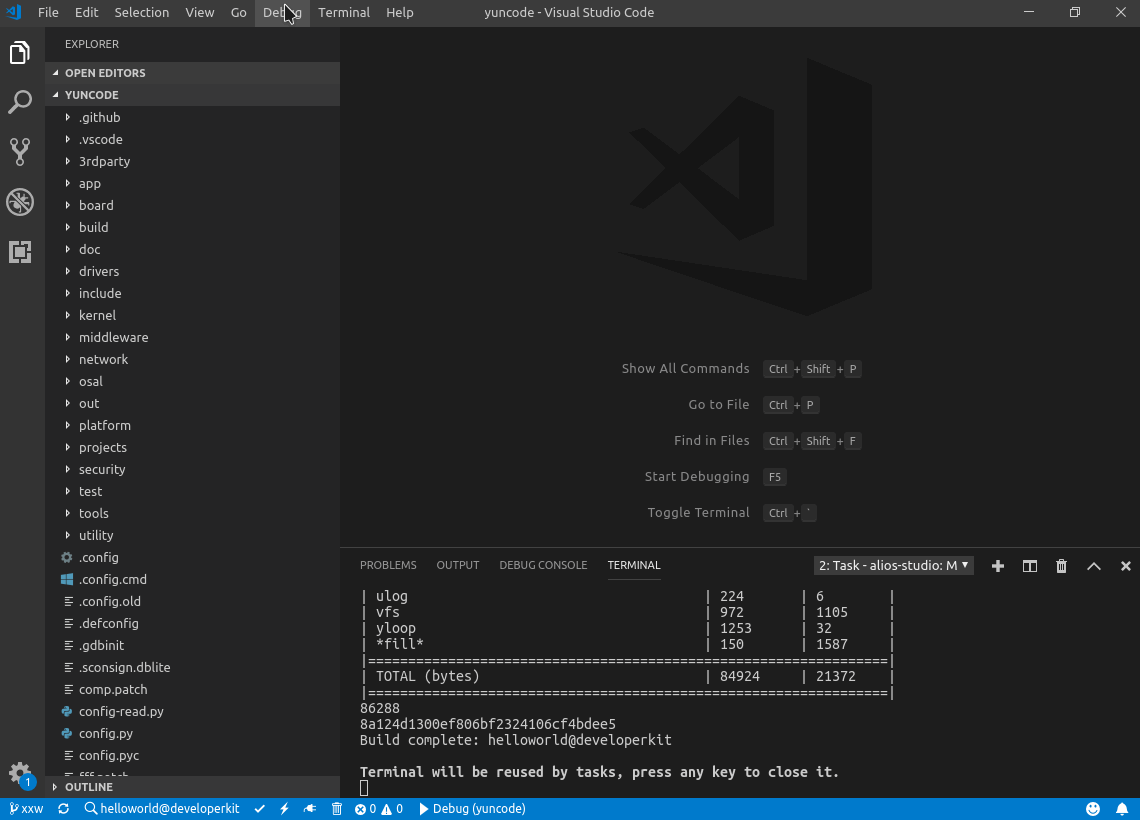 File Edit Selection View Go Debug Terminal Help yuncode - Visual Studio Code
EXPLORER
OPEN EDITORS
YUNCODE
.github
.vscode
3rdparty
app
board
build
doc
drivers
include
kernel
middleware
network
osal
out
platform
projects
security
test
tools
utility
.config
.config.cmd
.config.old
.defconfig
.gdbinit
.sconsign.dblite
comp.patch
config-read.py
config.py
config.pyc
OUTLINE
1
Show All Commands Ctrl + Shift + P
Go to File Ctrl + P
Find in Files Ctrl + Shift + F
Start Debugging F5
Toggle Terminal Ctrl + `
PROBLEMS OUTPUT DEBUG CONSOLE TERMINAL 2: Task - alios-studio: M
| ulog | 224 | 6 |
| vfs | 972 | 1105 |
| yloop | 1253 | 32 |
| *fill* | 150 | 1587 |
|=================================================================|
| TOTAL (bytes) | 84924 | 21372 |
|=================================================================|
86288
8a124d1300ef806bf2324106cf4bdee5
Build complete: helloworld@developerkit
Terminal will be reused by tasks, press any key to close it.
xxw helloworld@developerkit 0 0 Debug (yuncode)